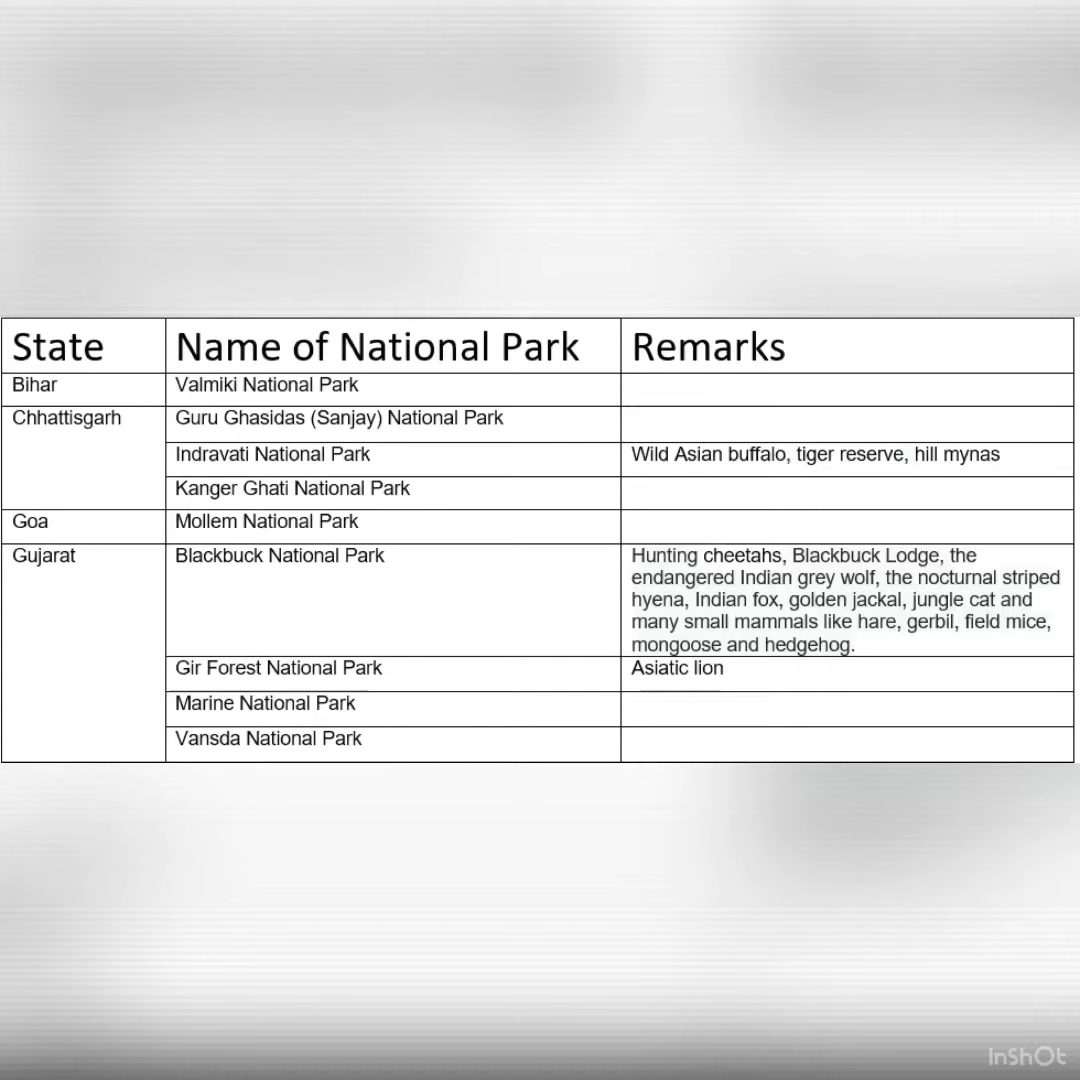 State Name of National Park Remarks
Bihar Valmiki National Park
Chhattisgarh Guru Ghasidas (Sanjay) National Park
Indravati National Park Wild Asian buffalo, tiger reserve, hill mynas
Kanger Ghati National Park
Goa Mollem National Park
Gujarat Blackbuck National Park Hunting cheetahs, Blackbuck Lodge, the
endangered Indian grey wolf, the nocturnal striped
hyena, Indian fox, golden jackal, jungle cat and
many small mammals like hare, gerbil, field mice,
mongoose and hedgehog.
Gir Forest National Park Asiatic lion
Marine National Park
Vansda National Park
InShOt